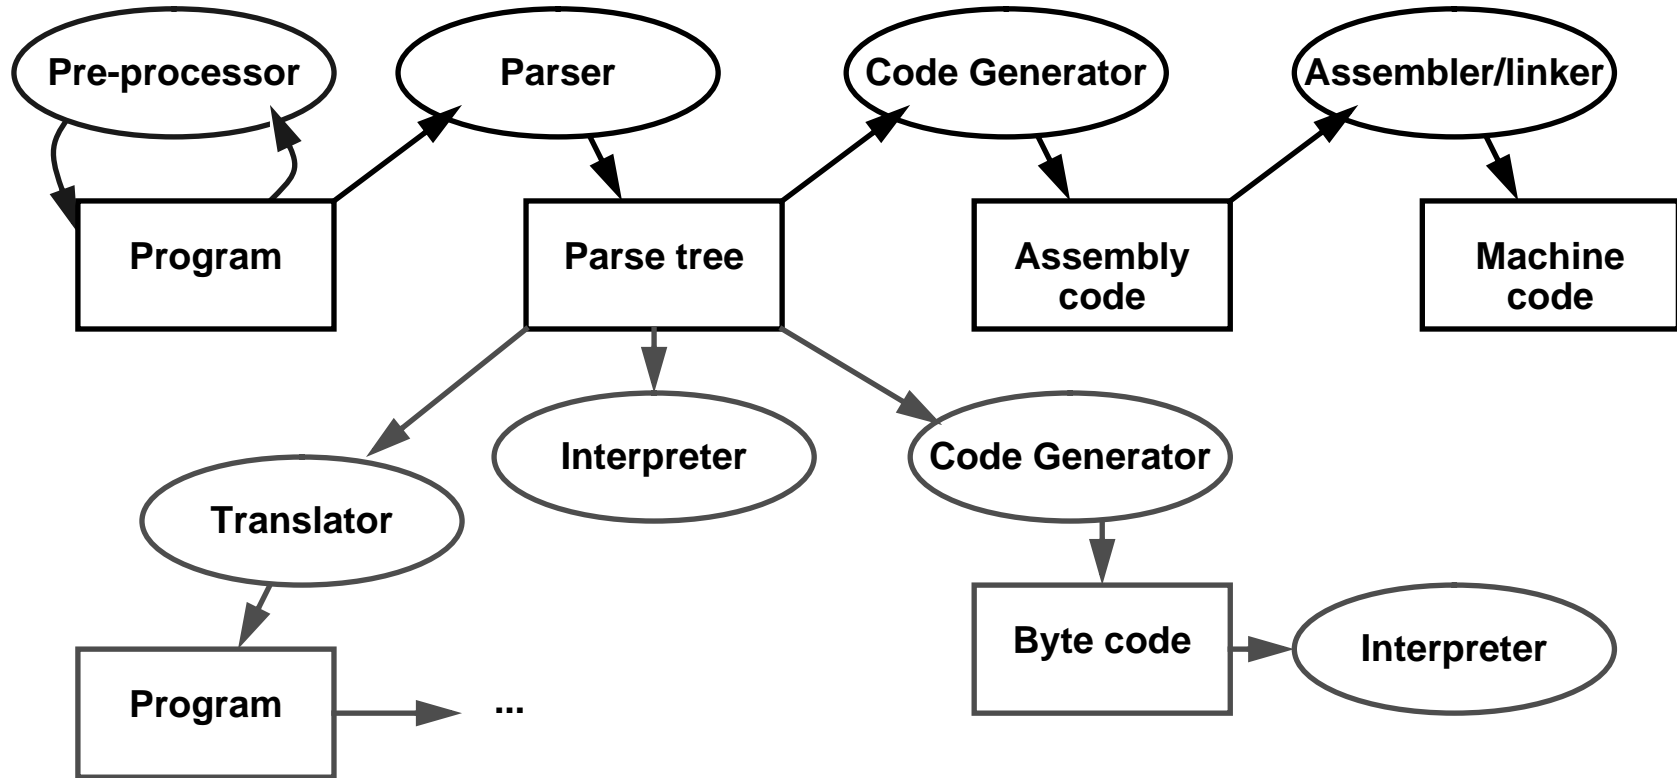 Pre-processor
Parser
Code Generator
Assembler/linker
Program
Parse tree
Assembly
code
Machine
code
Interpreter
Code Generator
Translator
Byte code
Interpreter
Program
...